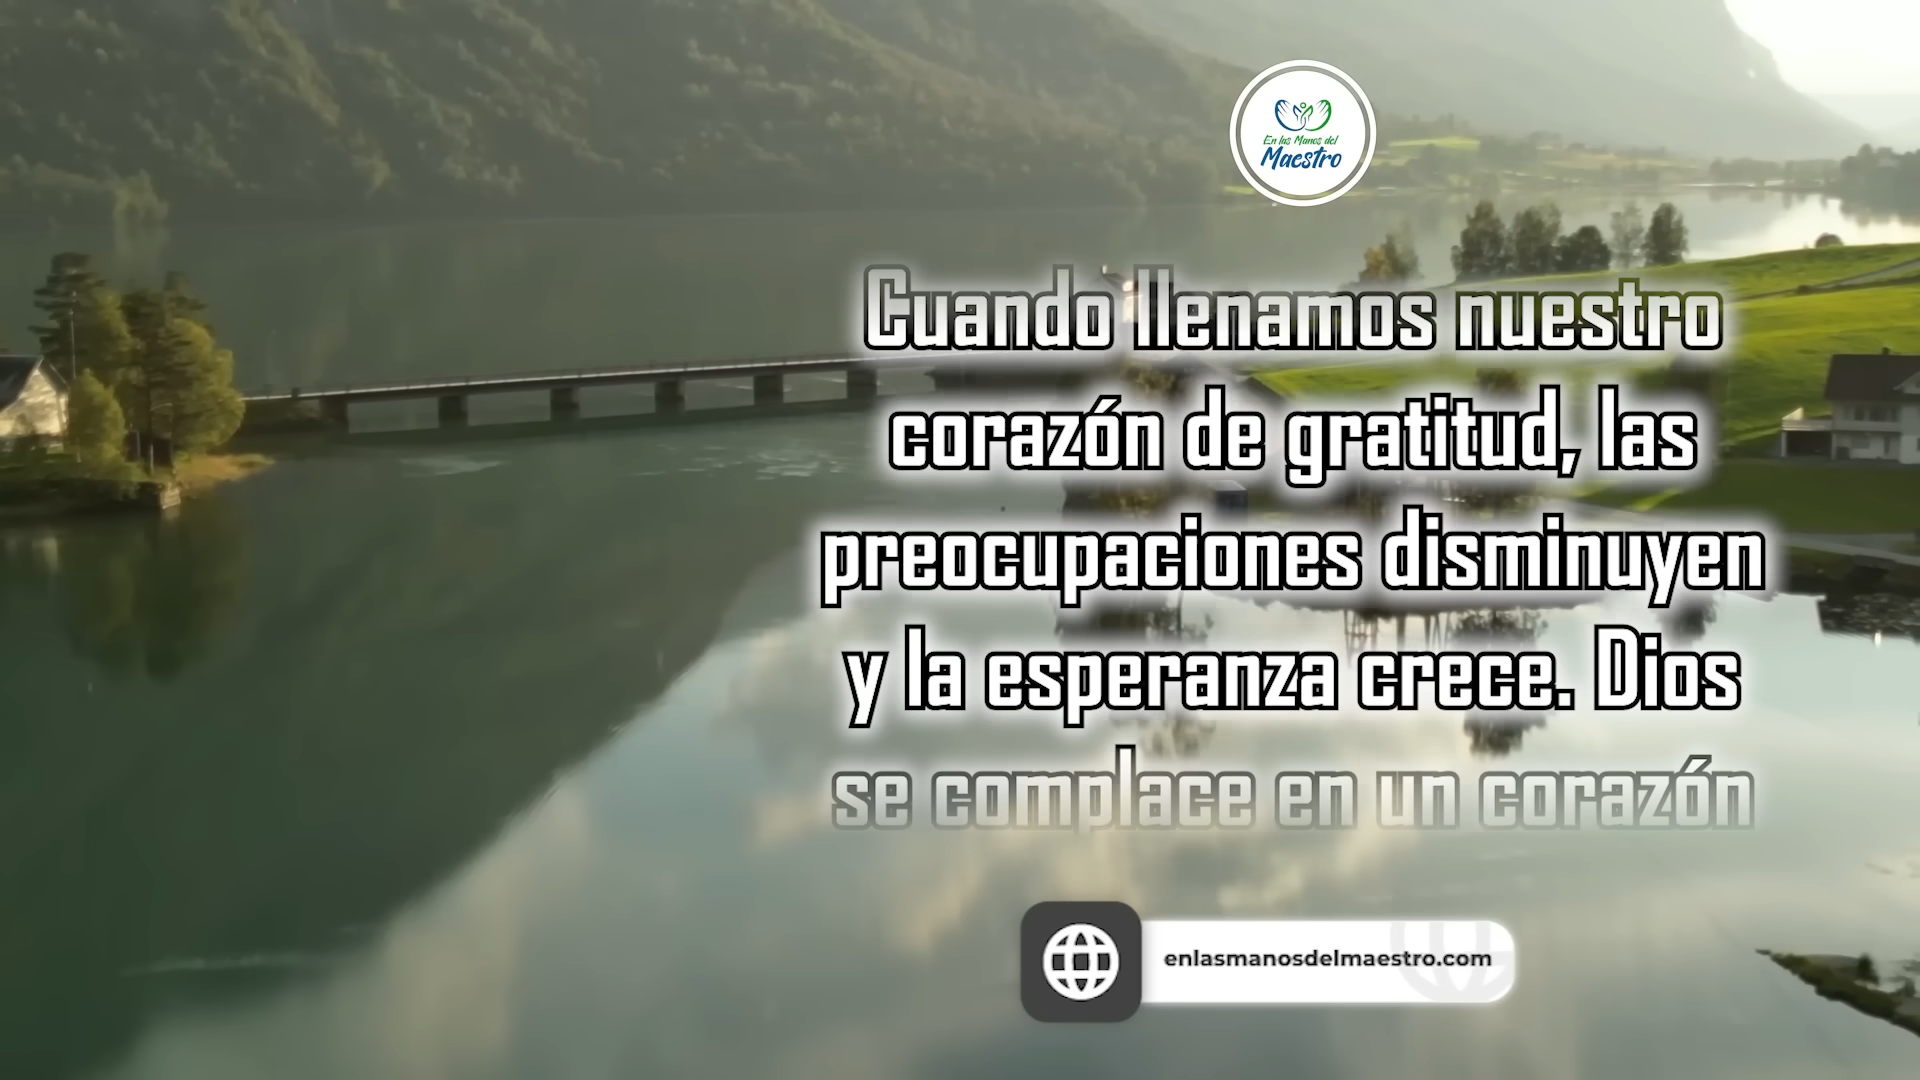 En las Manos del
Maestro
Cuando llenamos nuestro
corazón de gratitud, las
preocupaciones disminuyen
y la esperanza crece. Dios
se complace en un corazón
enlasmanosdelmaestro.com